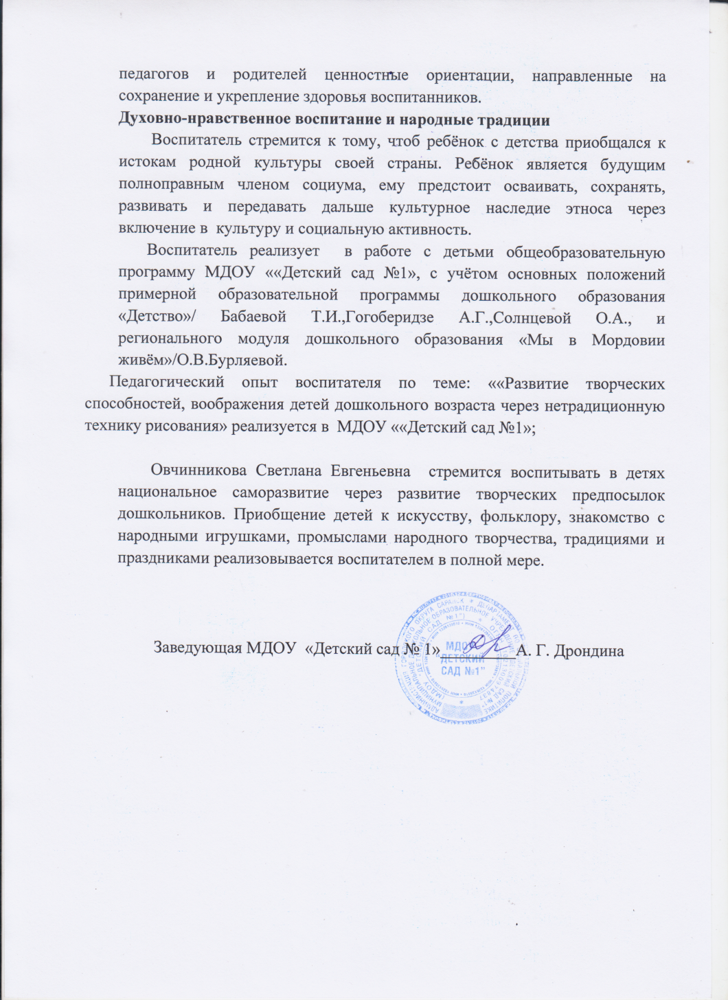 педагогов и родителей ценностные ориентации, направленные на
сохранение и укрепление здоровья воспитанников.
Духовно-нравственное воспитание и народные традиции
Воспитатель стремится к тому, чтоб ребёнок с детства приобщался к
истокам родной культуры своей страны. Ребёнок является будущим
полноправным членом социума, ему предстоит осваивать, сохранять,
развивать и передавать дальше культурное наследие этноса через
включение в культуру и социальную активность.
Воспитатель реализует в работе с детьми общеобразовательную
программу МДОУ ««Детский сад №1», с учётом основных положений
примерной образовательной программы дошкольного образования
«Детство»/ Бабаевой Т.И.,Гогоберидзе А.Г.,Солнцевой О.А., и
регионального модуля дошкольного образования «Мы в Мордовии
живём»/О.В.Бурляевой.
Педагогический опыт воспитателя по теме: ««Развитие творческих
способностей, воображения детей дошкольного возраста через нетрадиционную
технику рисования» реализуется в МДОУ ««Детский сад №1»;
Овчинникова Светлана Евгеньевна стремится воспитывать в детях
национальное саморазвитие через развитие творческих предпосылок
дошкольников. Приобщение детей к искусству, фольклору, знакомство с
народными игрушками, промыслами народного творчества, традициями и
праздниками реализовывается воспитателем в полной мере.
Заведующая МДОУ «Детский сад № 1»_________А. Г. Дрондина
МДОУ
"ДЕТСКИЙ
САД №1"